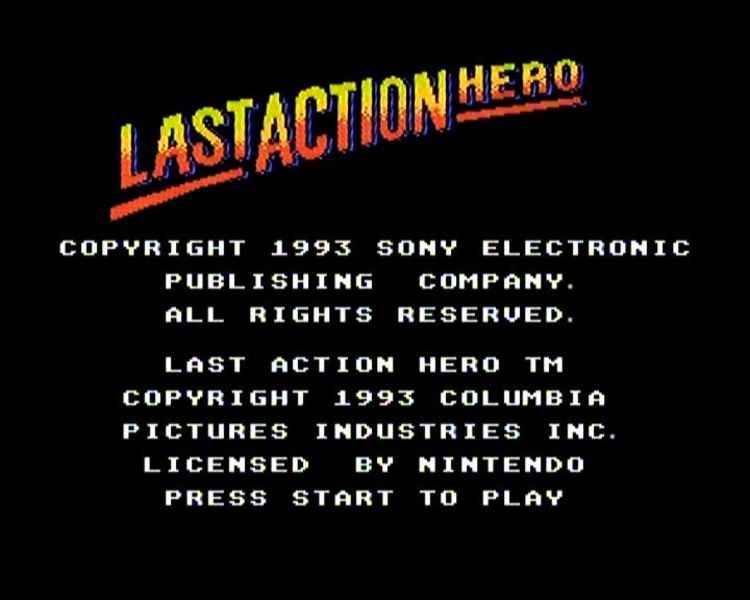 LAST ACTION HERO
COPYRIGHT 1993 SONY ELECTRONIC
PUBLISHING COMPANY.
ALL RIGHTS RESERVED.
LAST ACTION HERO TM
COPYRIGHT 1993 COLUMBIA
PICTURES INDUSTRIES INC.
LICENSED BY NINTENDO
PRESS START TO PLAY